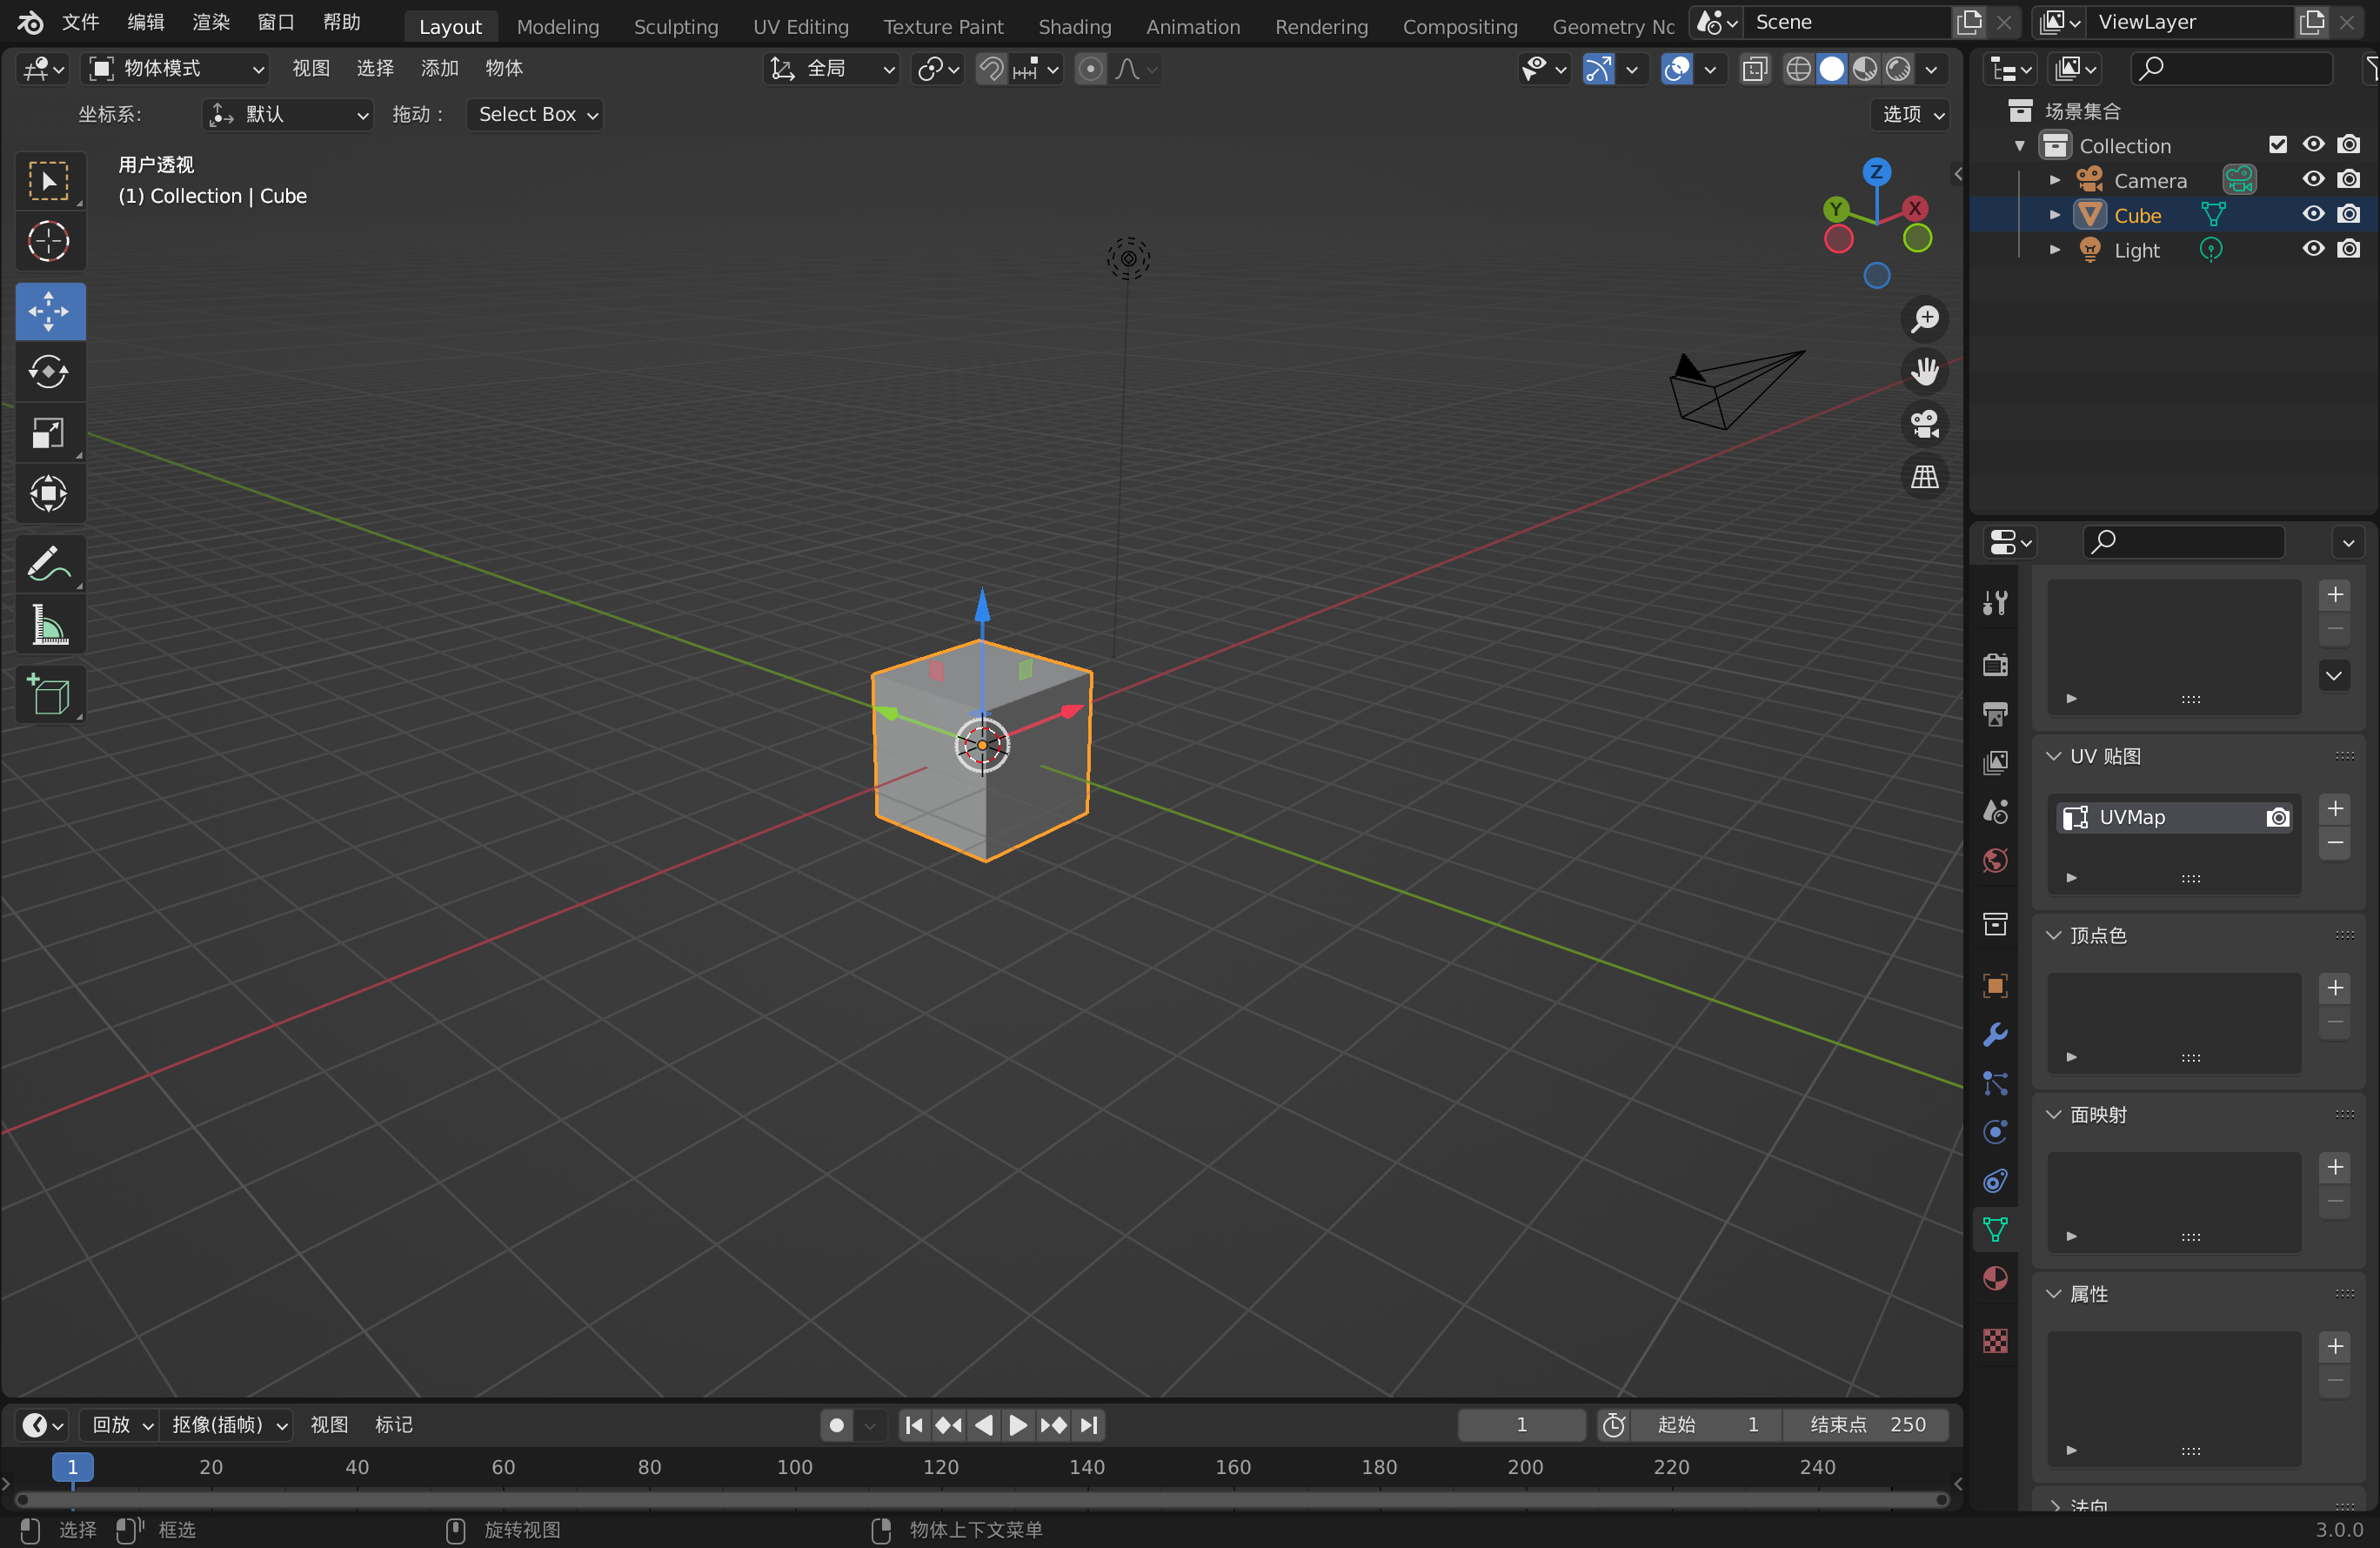 文件 编辑 渲染 窗口 帮助 Layout Modeling Sculpting UV Editing Texture Paint Shading Animation Rendering Compositing Geometry No Scene ViewLayer
物体模式 视图 选择 添加 物体 全局
坐标系: 默认 拖动: Select Box 选项
用户透视
(1) Collection | Cube
Z
Y
X
场景集合
Collection
Camera
Cube
Light
UV 贴图
UVMap
顶点色
面映射
属性
法向
回放 抠像(插帧) 视图 标记 1 起始 1 结束点 250
1 20 40 60 80 100 120 140 160 180 200 220 240
选择 框选 旋转视图 物体上下文菜单 3.0.0